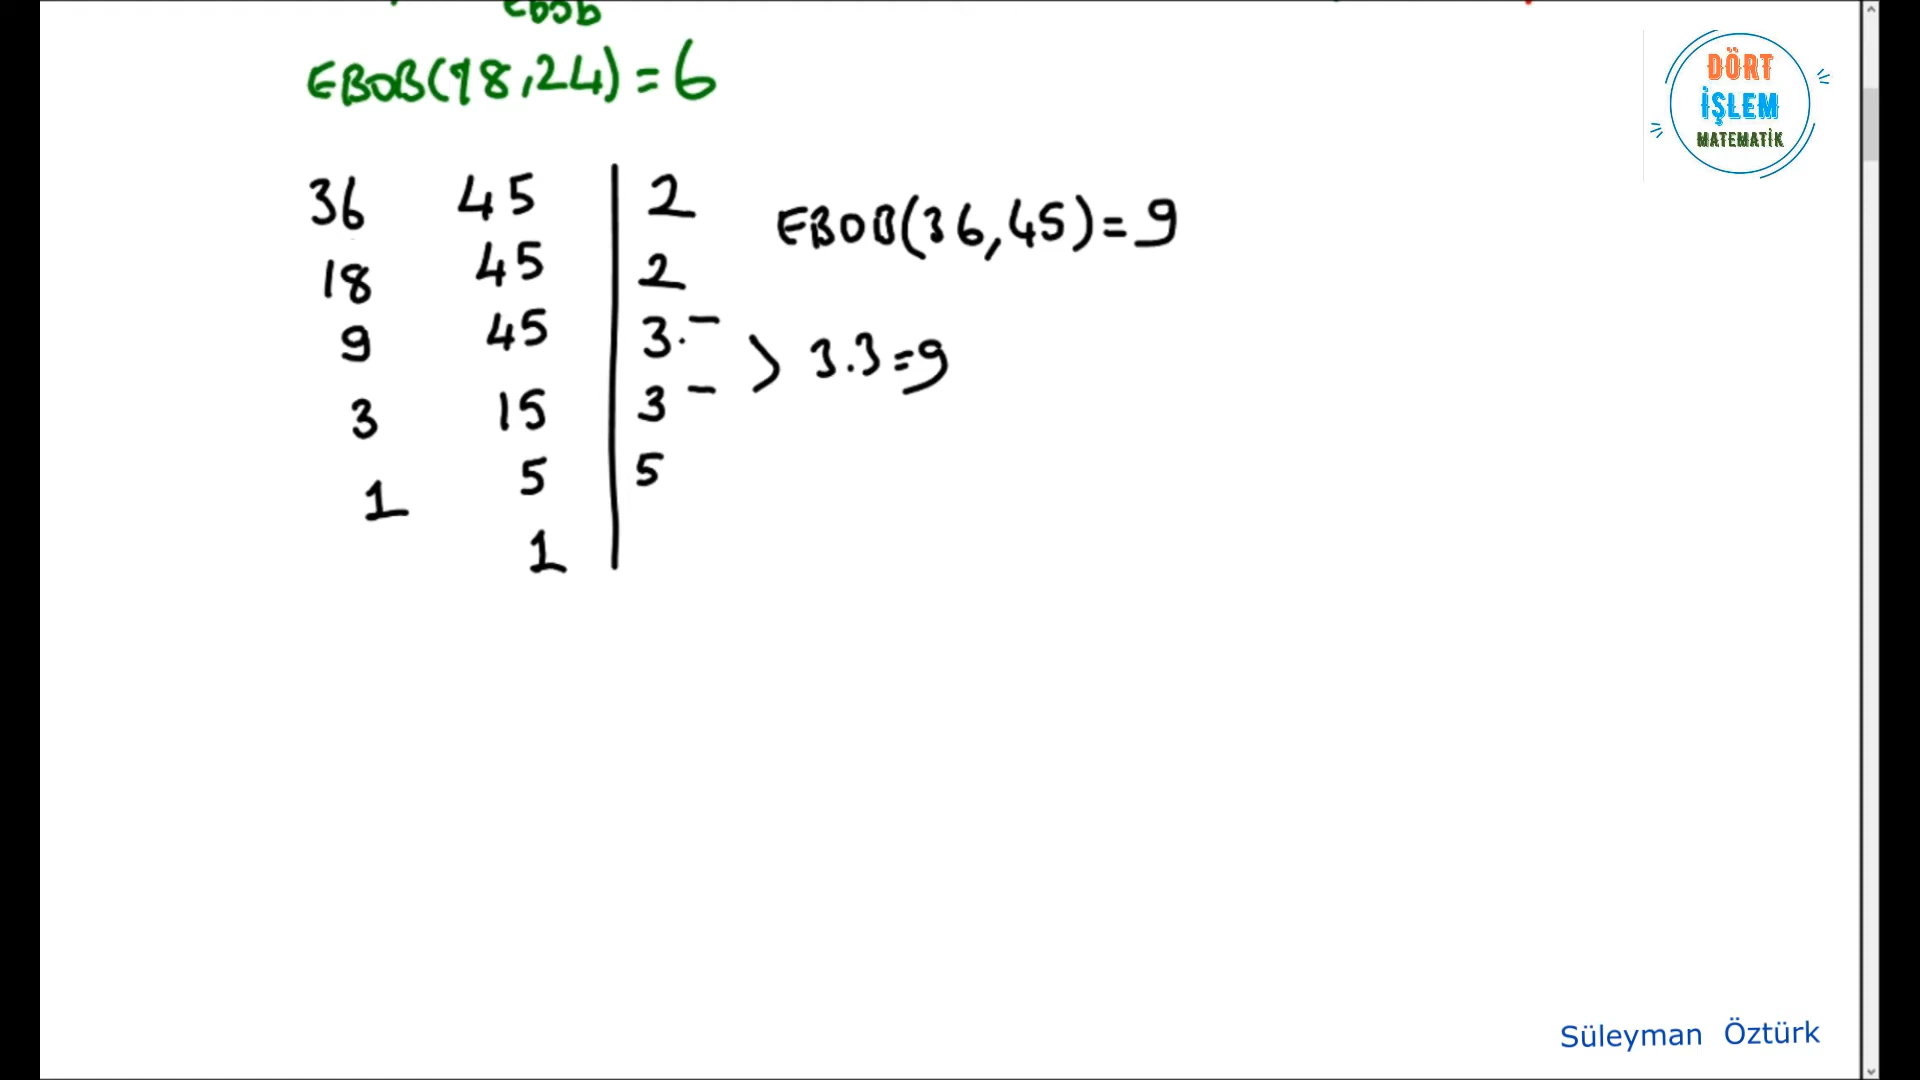 EBOB
EBOB(18,24)=6
DÖRT
İŞLEM
MATEMATİK
36 45 | 2
EBOB(36,45)=9
18 45 | 2
9 45 | 3.-
3.3=9
3 15 | 3 -
1 5 | 5
1
Süleyman Öztürk